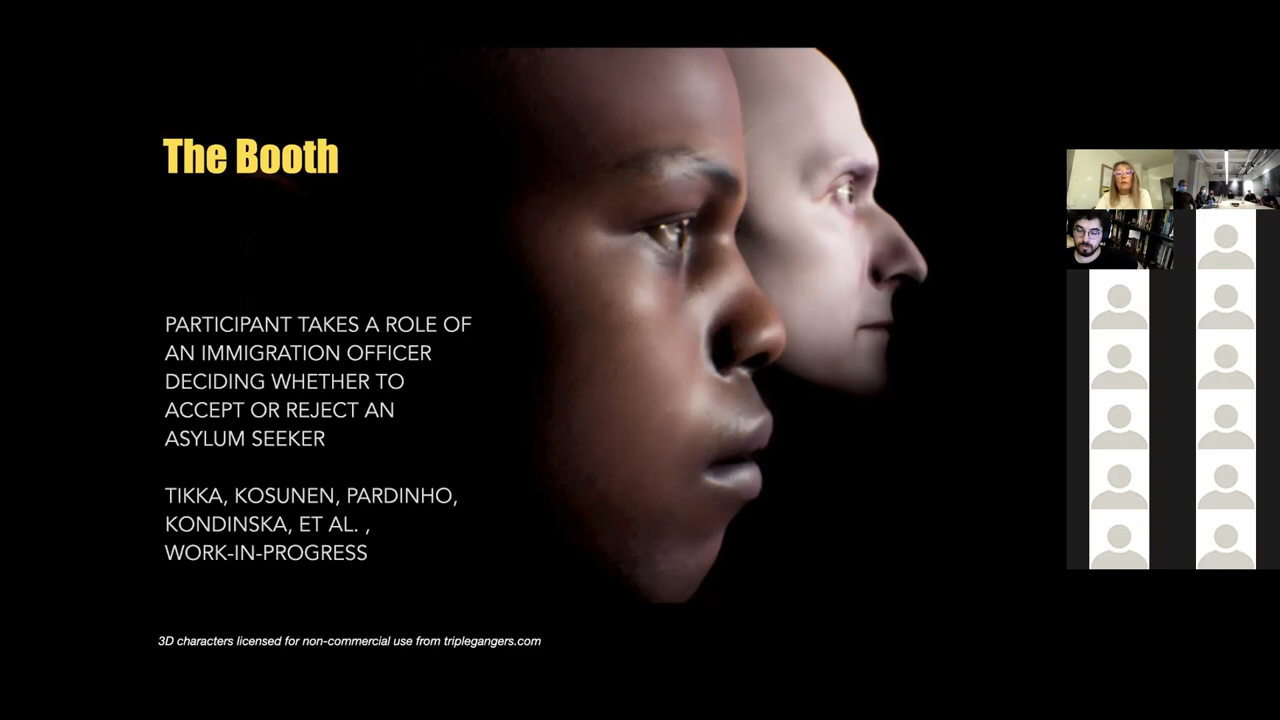 The Booth
PARTICIPANT TAKES A ROLE OF
AN IMMIGRATION OFFICER
DECIDING WHETHER TO
ACCEPT OR REJECT AN
ASYLUM SEEKER
TIKKA, KOSUNEN, PARDINHO,
KONDINSKA, ET AL. ,
WORK-IN-PROGRESS
3D characters licensed for non-commercial use from triplegangers.com